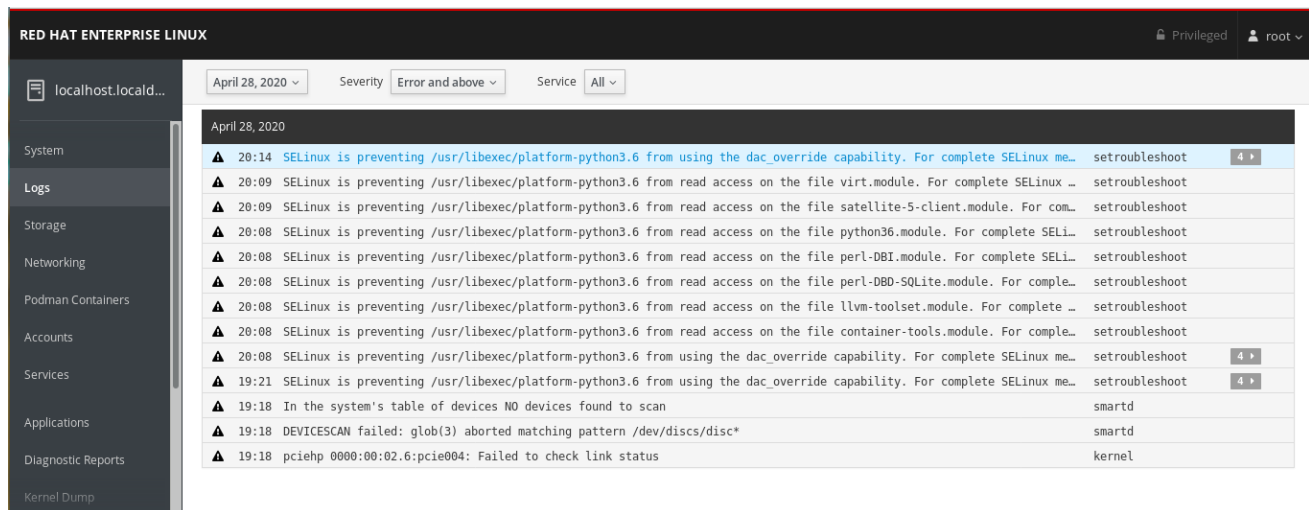 RED HAT ENTERPRISE LINUX Privileged root
localhost.locald...
System
Logs
Storage
Networking
Podman Containers
Accounts
Services
Applications
Diagnostic Reports
Kernel Dump
April 28, 2020 Severity Error and above Service All
April 28, 2020
20:14 SELinux is preventing /usr/libexec/platform-python3.6 from using the dac_override capability. For complete SELinux me… setroubleshoot 4
20:09 SELinux is preventing /usr/libexec/platform-python3.6 from read access on the file virt.module. For complete SELinux … setroubleshoot
20:09 SELinux is preventing /usr/libexec/platform-python3.6 from read access on the file satellite-5-client.module. For com… setroubleshoot
20:08 SELinux is preventing /usr/libexec/platform-python3.6 from read access on the file python36.module. For complete SELi… setroubleshoot
20:08 SELinux is preventing /usr/libexec/platform-python3.6 from read access on the file perl-DBI.module. For complete SELi… setroubleshoot
20:08 SELinux is preventing /usr/libexec/platform-python3.6 from read access on the file perl-DBD-SQLite.module. For comple… setroubleshoot
20:08 SELinux is preventing /usr/libexec/platform-python3.6 from read access on the file llvm-toolset.module. For complete … setroubleshoot
20:08 SELinux is preventing /usr/libexec/platform-python3.6 from read access on the file container-tools.module. For comple… setroubleshoot
20:08 SELinux is preventing /usr/libexec/platform-python3.6 from using the dac_override capability. For complete SELinux me… setroubleshoot 4
19:21 SELinux is preventing /usr/libexec/platform-python3.6 from using the dac_override capability. For complete SELinux me… setroubleshoot 4
19:18 In the system's table of devices NO devices found to scan smartd
19:18 DEVICESCAN failed: glob(3) aborted matching pattern /dev/discs/disc* smartd
19:18 pciehp 0000:00:02.6:pcie004: Failed to check link status kernel